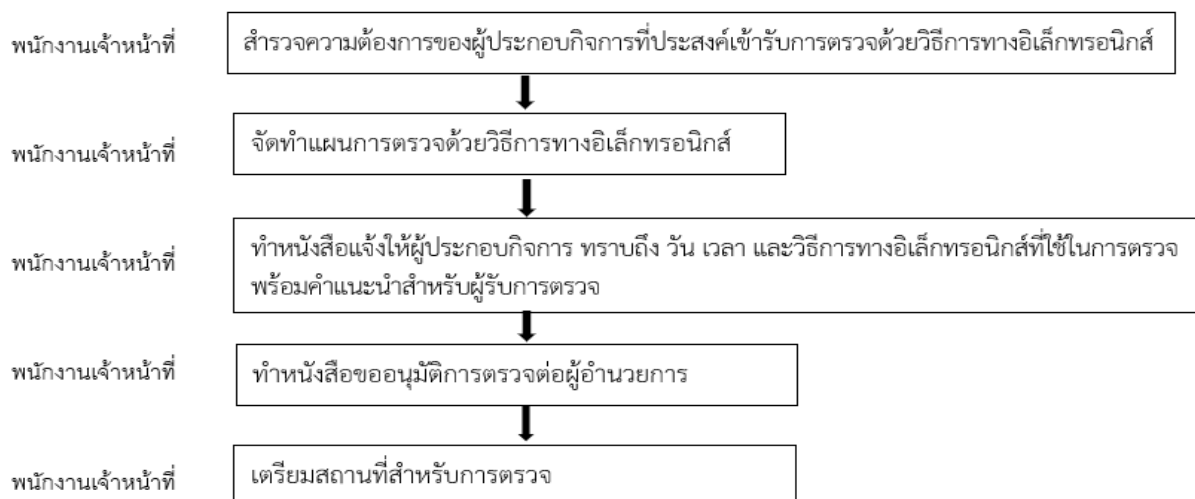 พนักงานเจ้าหน้าที่
สำรวจความต้องการของผู้ประกอบกิจการที่ประสงค์เข้ารับการตรวจด้วยวิธีการทางอิเล็กทรอนิกส์
พนักงานเจ้าหน้าที่
จัดทำแผนการตรวจด้วยวิธีการทางอิเล็กทรอนิกส์
พนักงานเจ้าหน้าที่
ทำหนังสือแจ้งให้ผู้ประกอบกิจการ ทราบถึง วัน เวลา และวิธีการทางอิเล็กทรอนิกส์ที่ใช้ในการตรวจ
พร้อมคำแนะนำสำหรับผู้รับการตรวจ
พนักงานเจ้าหน้าที่
ทำหนังสือขออนุมัติการตรวจต่อผู้อำนวยการ
พนักงานเจ้าหน้าที่
เตรียมสถานที่สำหรับการตรวจ